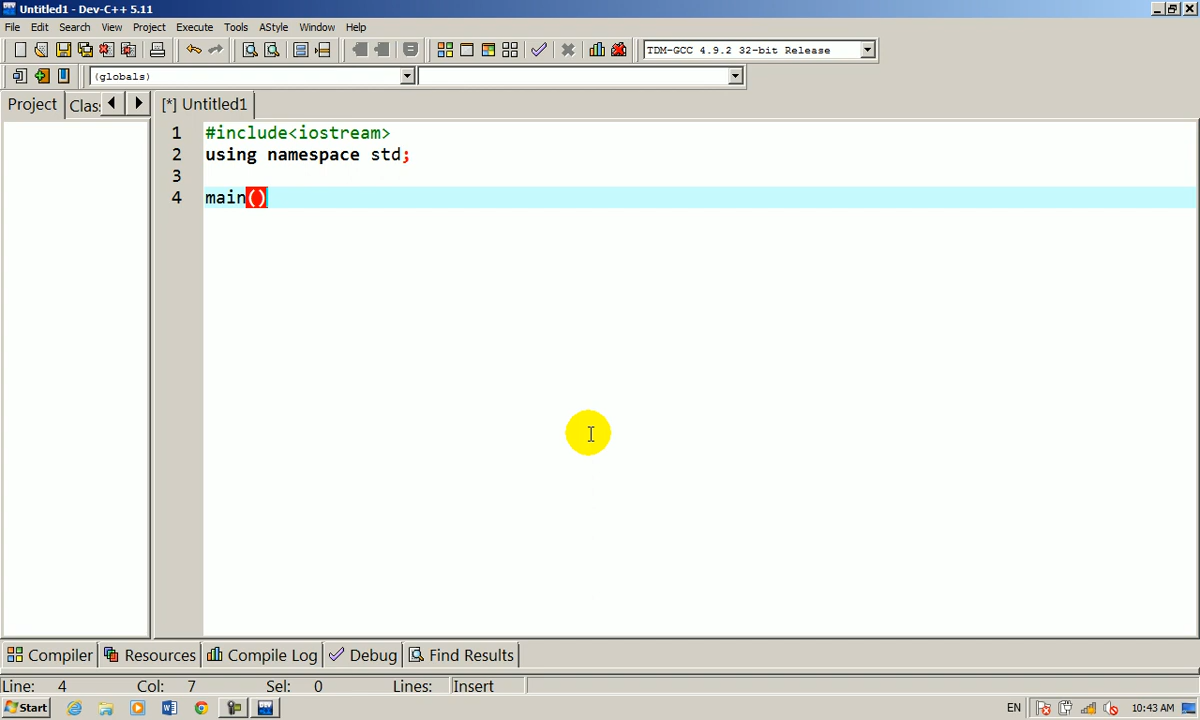 Untitled1 - Dev-C++ 5.11
File Edit Search View Project Execute Tools AStyle Window Help
TDM-GCC 4.9.2 32-bit Release
(globals)
Project Clas [*] Untitled1
1 #include<iostream>
2 using namespace std;
3
4 main()
Compiler Resources Compile Log Debug Find Results
Line: 4 Col: 7 Sel: 0 Lines: Insert
Start EN 10:43 AM